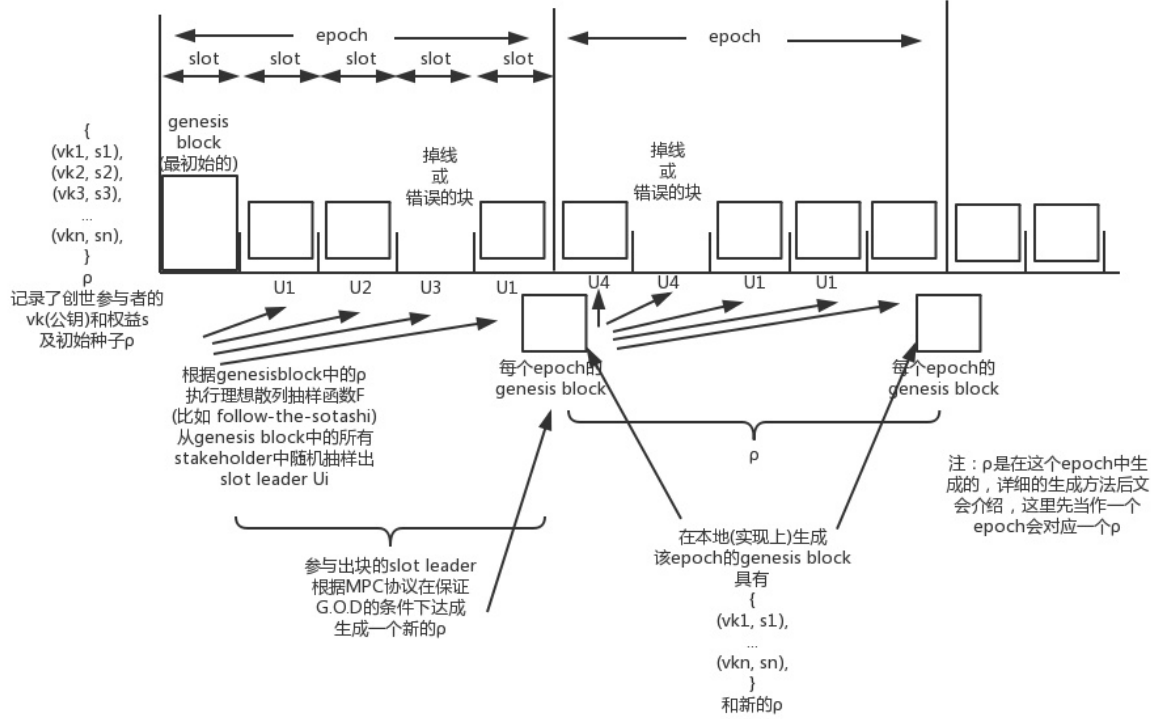 epoch
epoch
slot
slot
slot
slot
slot
{
(vk1, s1),
(vk2, s2),
(vk3, s3),
...
(vkn, sn),
}
ρ
记录了创世参与者的
vk(公钥)和权益s
及初始种子ρ
genesis
block
(最初始的)
掉线
或
错误的块
掉线
或
错误的块
U1
U2
U3
U1
U4
U4
U1
U1
根据genesisblock中的ρ
执行理想散列抽样函数F
(比如 follow-the-sotashi)
从genesis block中的所有
stakeholder中随机抽样出
slot leader Ui
每个epoch的
genesis block
每个epoch的
genesis block
ρ
参与出块的slot leader
根据MPC协议在保证
G.O.D的条件下达成
生成一个新的ρ
在本地(实现上)生成
该epoch的genesis block
具有
{
(vk1, s1),
...
(vkn, sn),
}
和新的ρ
注：ρ是在这个epoch中生
成的，详细的生成方法后文
会介绍，这里先当作一个
epoch会对应一个ρ